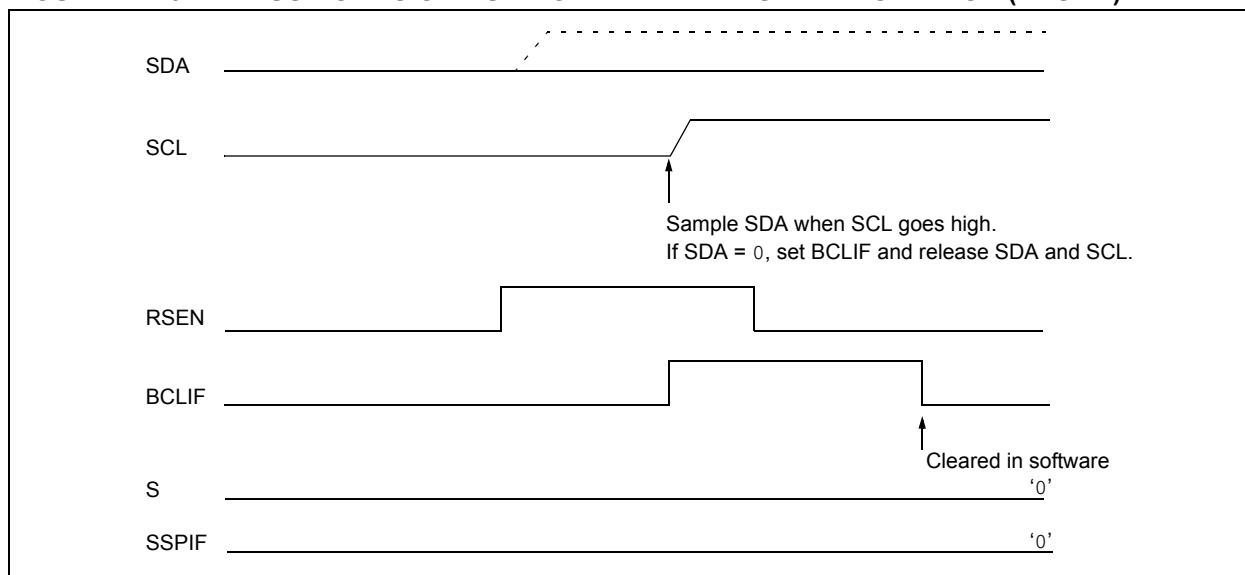 SDA
SCL
Sample SDA when SCL goes high.
If SDA = 0, set BCLIF and release SDA and SCL.
RSEN
BCLIF
Cleared in software
S
‘0’
SSPIF
‘0’